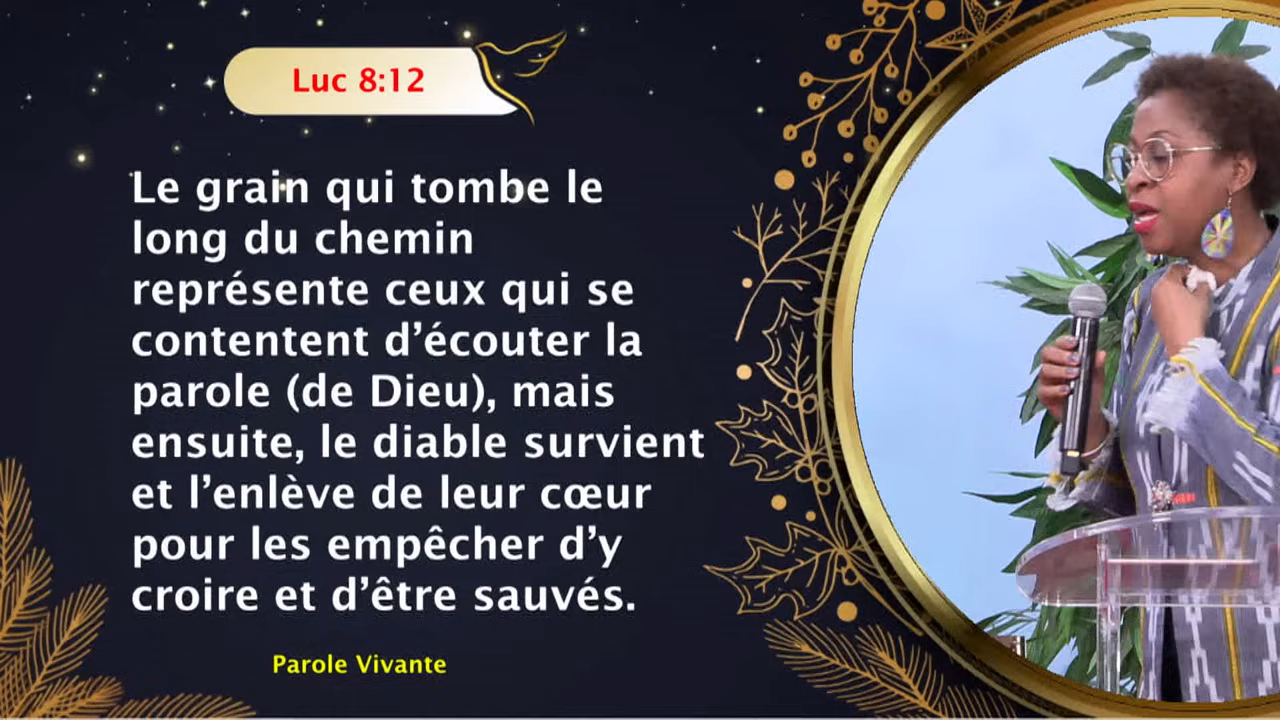 Luc 8:12
Le grain qui tombe le
long du chemin
représente ceux qui se
contentent d’écouter la
parole (de Dieu), mais
ensuite, le diable survient
et l’enlève de leur cœur
pour les empêcher d’y
croire et d’être sauvés.
Parole Vivante